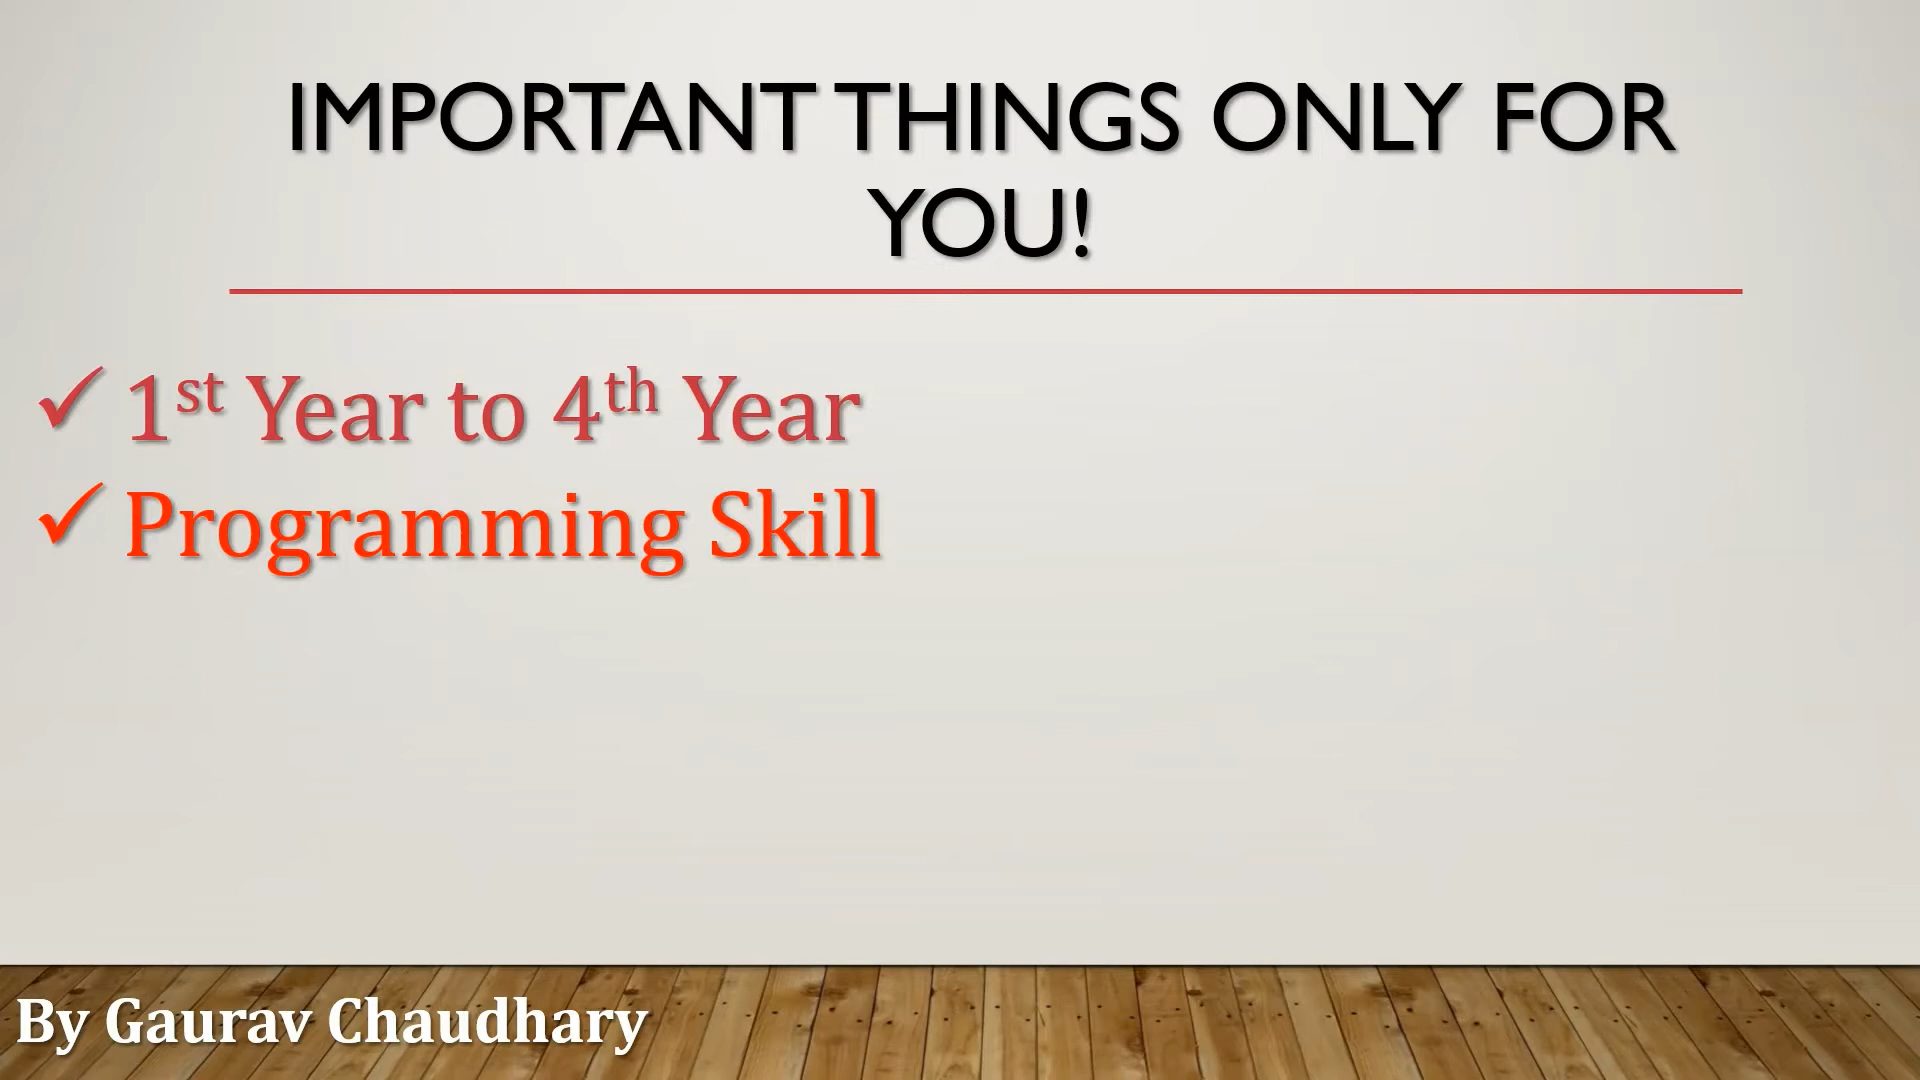 IMPORTANT THINGS ONLY FOR
YOU!
✓ 1st Year to 4th Year
✓ Programming Skill
By Gaurav Chaudhary